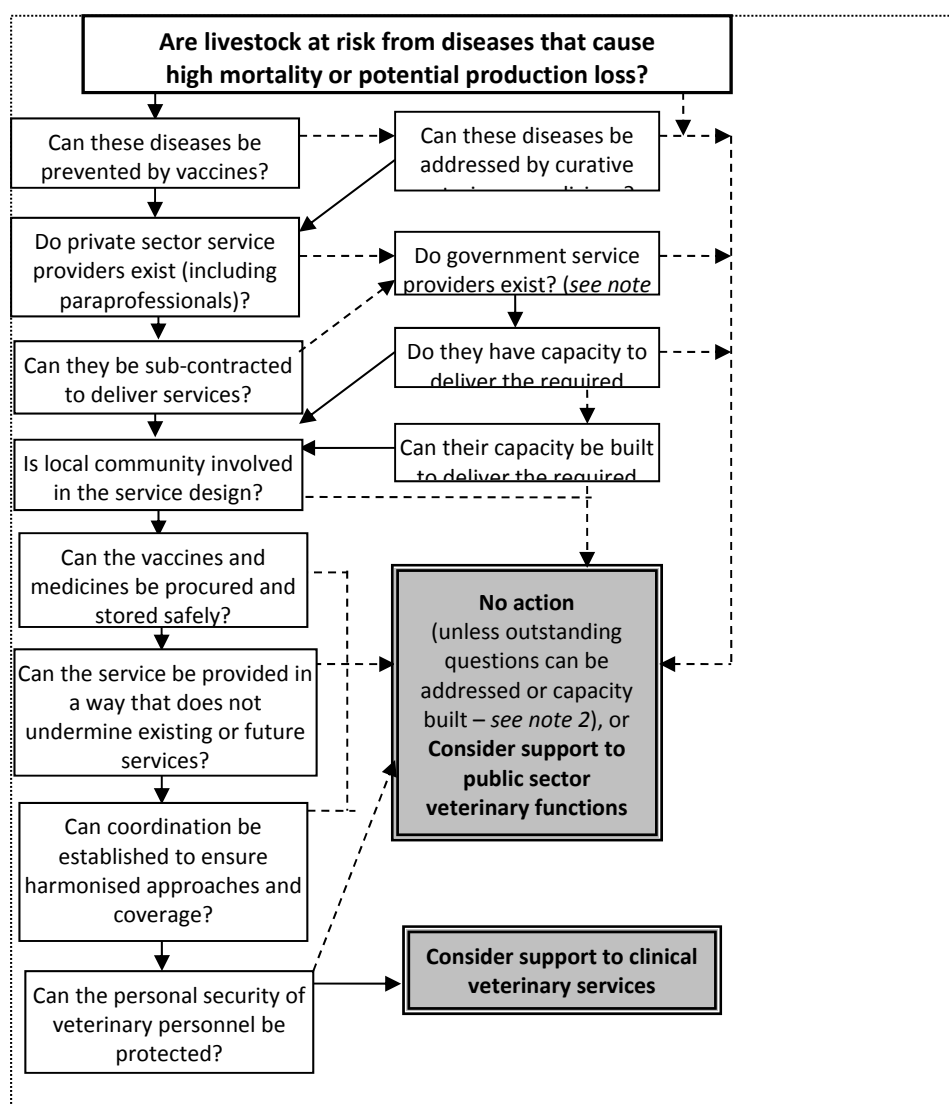 Are livestock at risk from diseases that cause
high mortality or potential production loss?
Can these diseases be
prevented by vaccines?
Can these diseases be
addressed by curative
Do private sector service
providers exist (including
paraprofessionals)?
Do government service
providers exist? (see note
Can they be sub-contracted
to deliver services?
Do they have capacity to
deliver the required
Is local community involved
in the service design?
Can their capacity be built
to deliver the required
Can the vaccines and
medicines be procured and
stored safely?
No action
(unless outstanding
questions can be
addressed or capacity
built – see note 2), or
Consider support to
public sector
veterinary functions
Can the service be provided in
a way that does not
undermine existing or future
services?
Can coordination be
established to ensure
harmonised approaches and
coverage?
Consider support to clinical
veterinary services
Can the personal security of
veterinary personnel be
protected?